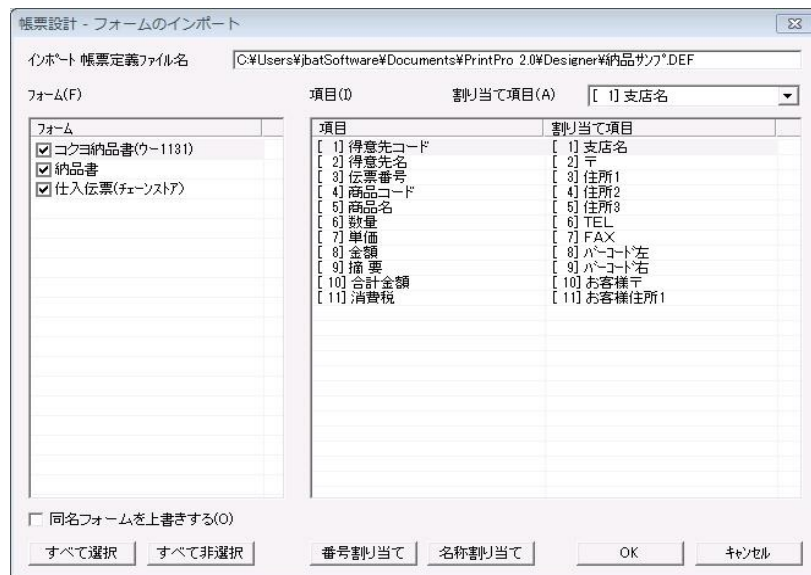 帳票設計 - フォームのインポート
インポート 帳票定義ファイル名 C:¥Users¥jbatSoftware¥Documents¥PrintPro 2.0¥Designer¥納品サンプ.DEF
フォーム(F) 項目(I) 割り当て項目(A) [ 1] 支店名
フォーム 項目 割り当て項目
コクヨ納品書(ウー1131) [ 1] 得意先コード [ 1] 支店名
納品書 [ 2] 得意先名 [ 2] 〒
仕入伝票(チェーンストア) [ 3] 伝票番号 [ 3] 住所1
[ 4] 商品コード [ 4] 住所2
[ 5] 商品名 [ 5] 住所3
[ 6] 数量 [ 6] TEL
[ 7] 単価 [ 7] FAX
[ 8] 金額 [ 8] バーコード左
[ 9] 摘 要 [ 9] バーコード右
[ 10] 合計金額 [ 10] お客様〒
[ 11] 消費税 [ 11] お客様住所1
同名フォームを上書きする(O)
すべて選択 すべて非選択 番号割り当て 名称割り当て OK キャンセル